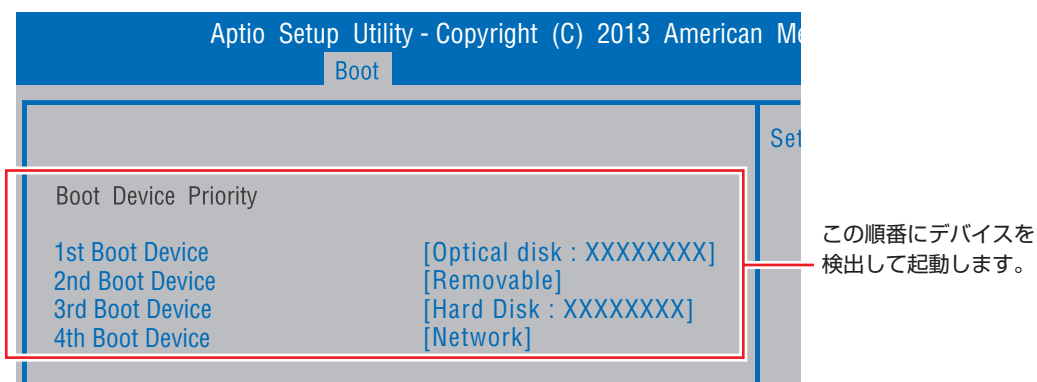 Aptio Setup Utility - Copyright (C) 2013 American
Boot
Boot Device Priority
1st Boot Device [Optical disk : XXXXXXXX]
2nd Boot Device [Removable]
3rd Boot Device [Hard Disk : XXXXXXXX]
4th Boot Device [Network]
Set
この順番にデバイスを
検出して起動します。